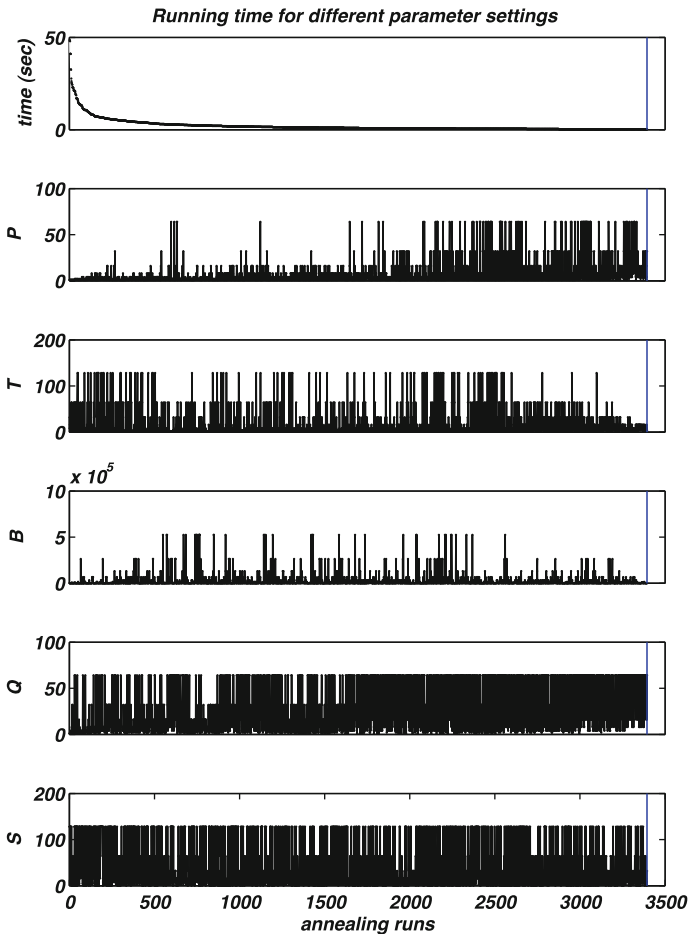 Running time for different parameter settings
50
time (sec)
0
100
P
50
0
200
T
100
0
x 10^5
10
B
5
0
100
Q
50
0
200
S
100
0
0 500 1000 1500 2000 2500 3000 3500
annealing runs